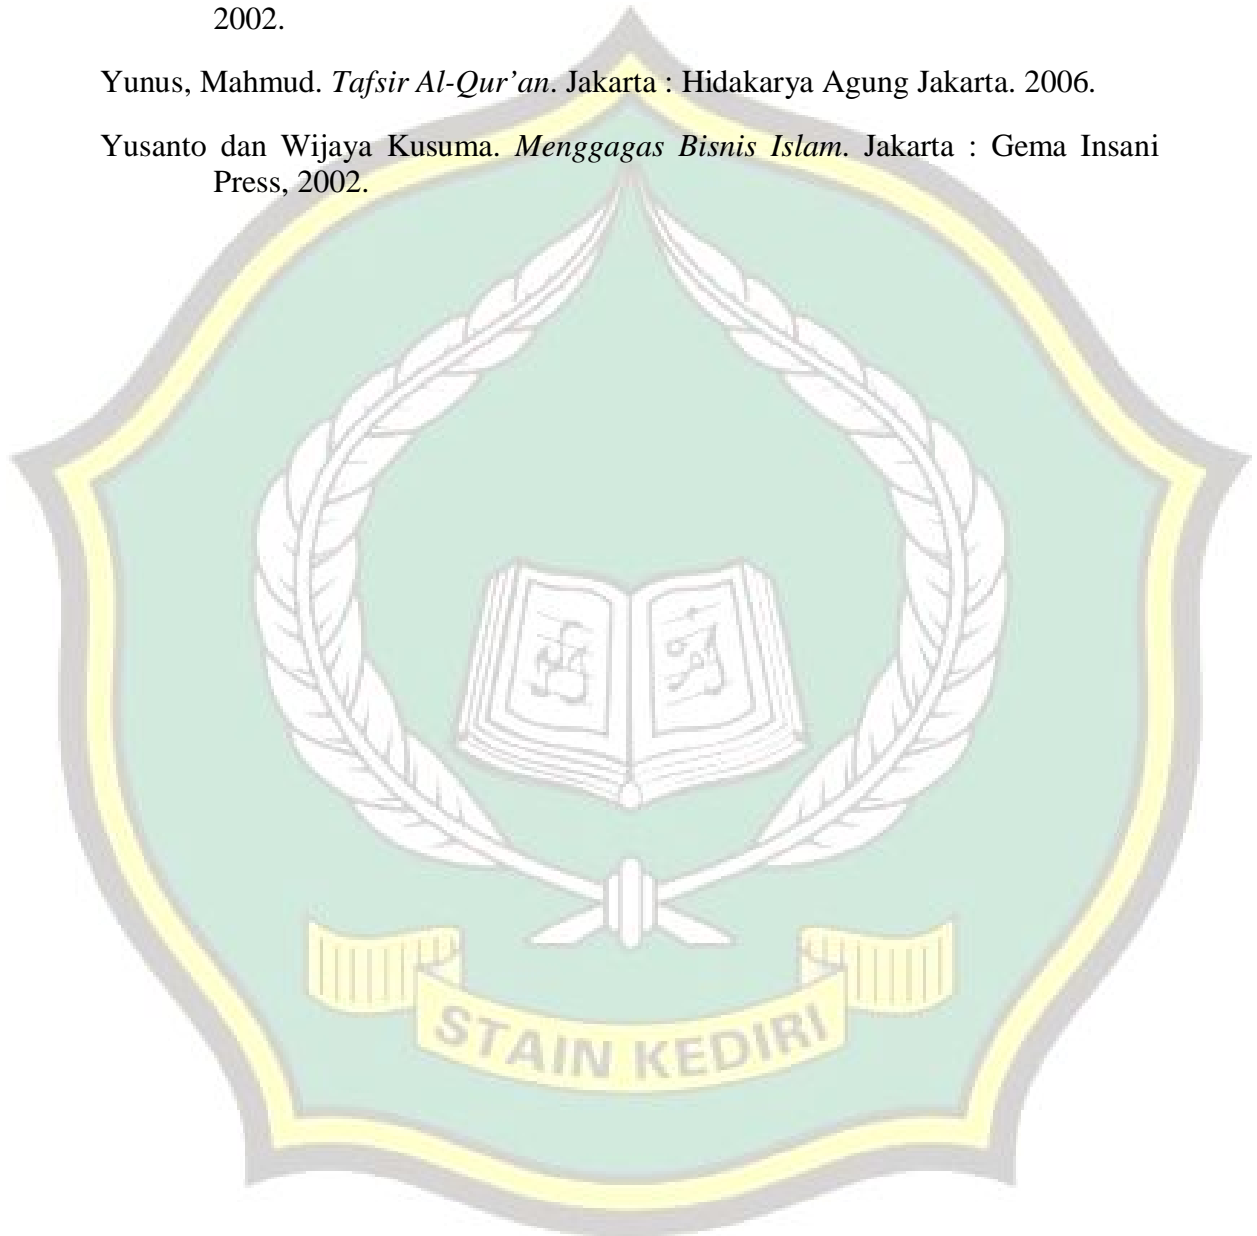 2002.
Yunus, Mahmud. Tafsir Al-Qur’an. Jakarta : Hidakarya Agung Jakarta. 2006.
Yusanto dan Wijaya Kusuma. Menggagas Bisnis Islam. Jakarta : Gema Insani
Press, 2002.
STAIN KEDIRI